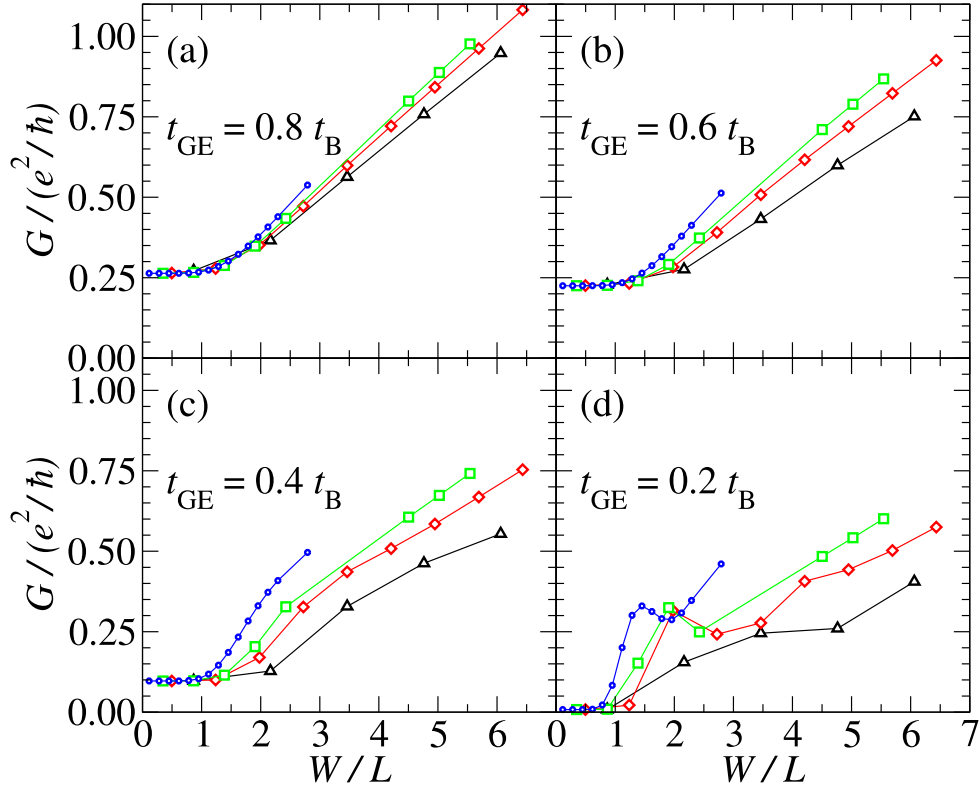 (a)
(b)
1.00
0.75
0.50
0.25
0.00
G / (e²/ħ)
t_GE = 0.8 t_B
t_GE = 0.6 t_B
(c)
(d)
1.00
0.75
0.50
0.25
0.00
G / (e²/ħ)
t_GE = 0.4 t_B
t_GE = 0.2 t_B
0 1 2 3 4 5 6
0 1 2 3 4 5 6 7
W / L
W / L